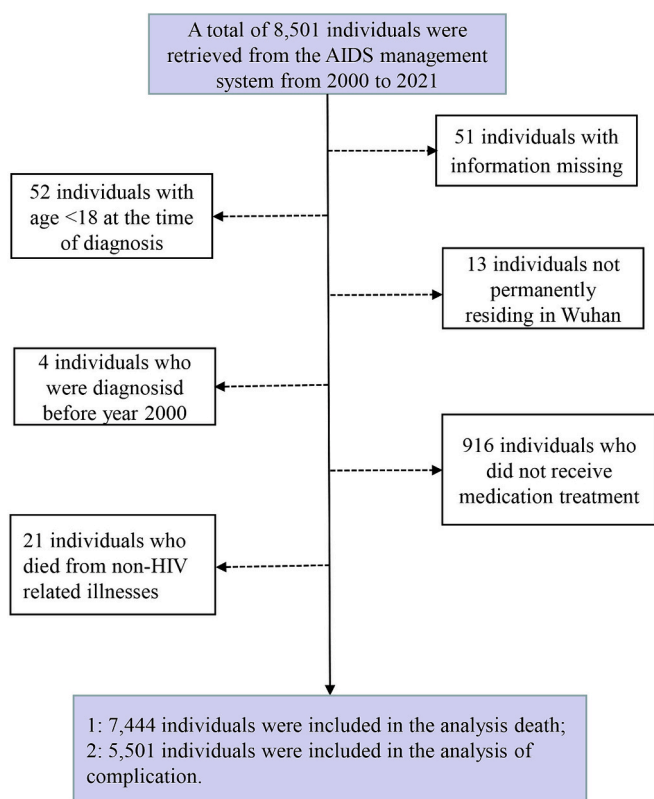 A total of 8,501 individuals were
retrieved from the AIDS management
system from 2000 to 2021
51 individuals with
information missing
52 individuals with
age <18 at the time
of diagnosis
13 individuals not
permanently
residing in Wuhan
4 individuals who
were diagnosisd
before year 2000
916 individuals who
did not receive
medication treatment
21 individuals who
died from non-HIV
related illnesses
1: 7,444 individuals were included in the analysis death;
2: 5,501 individuals were included in the analysis of
complication.